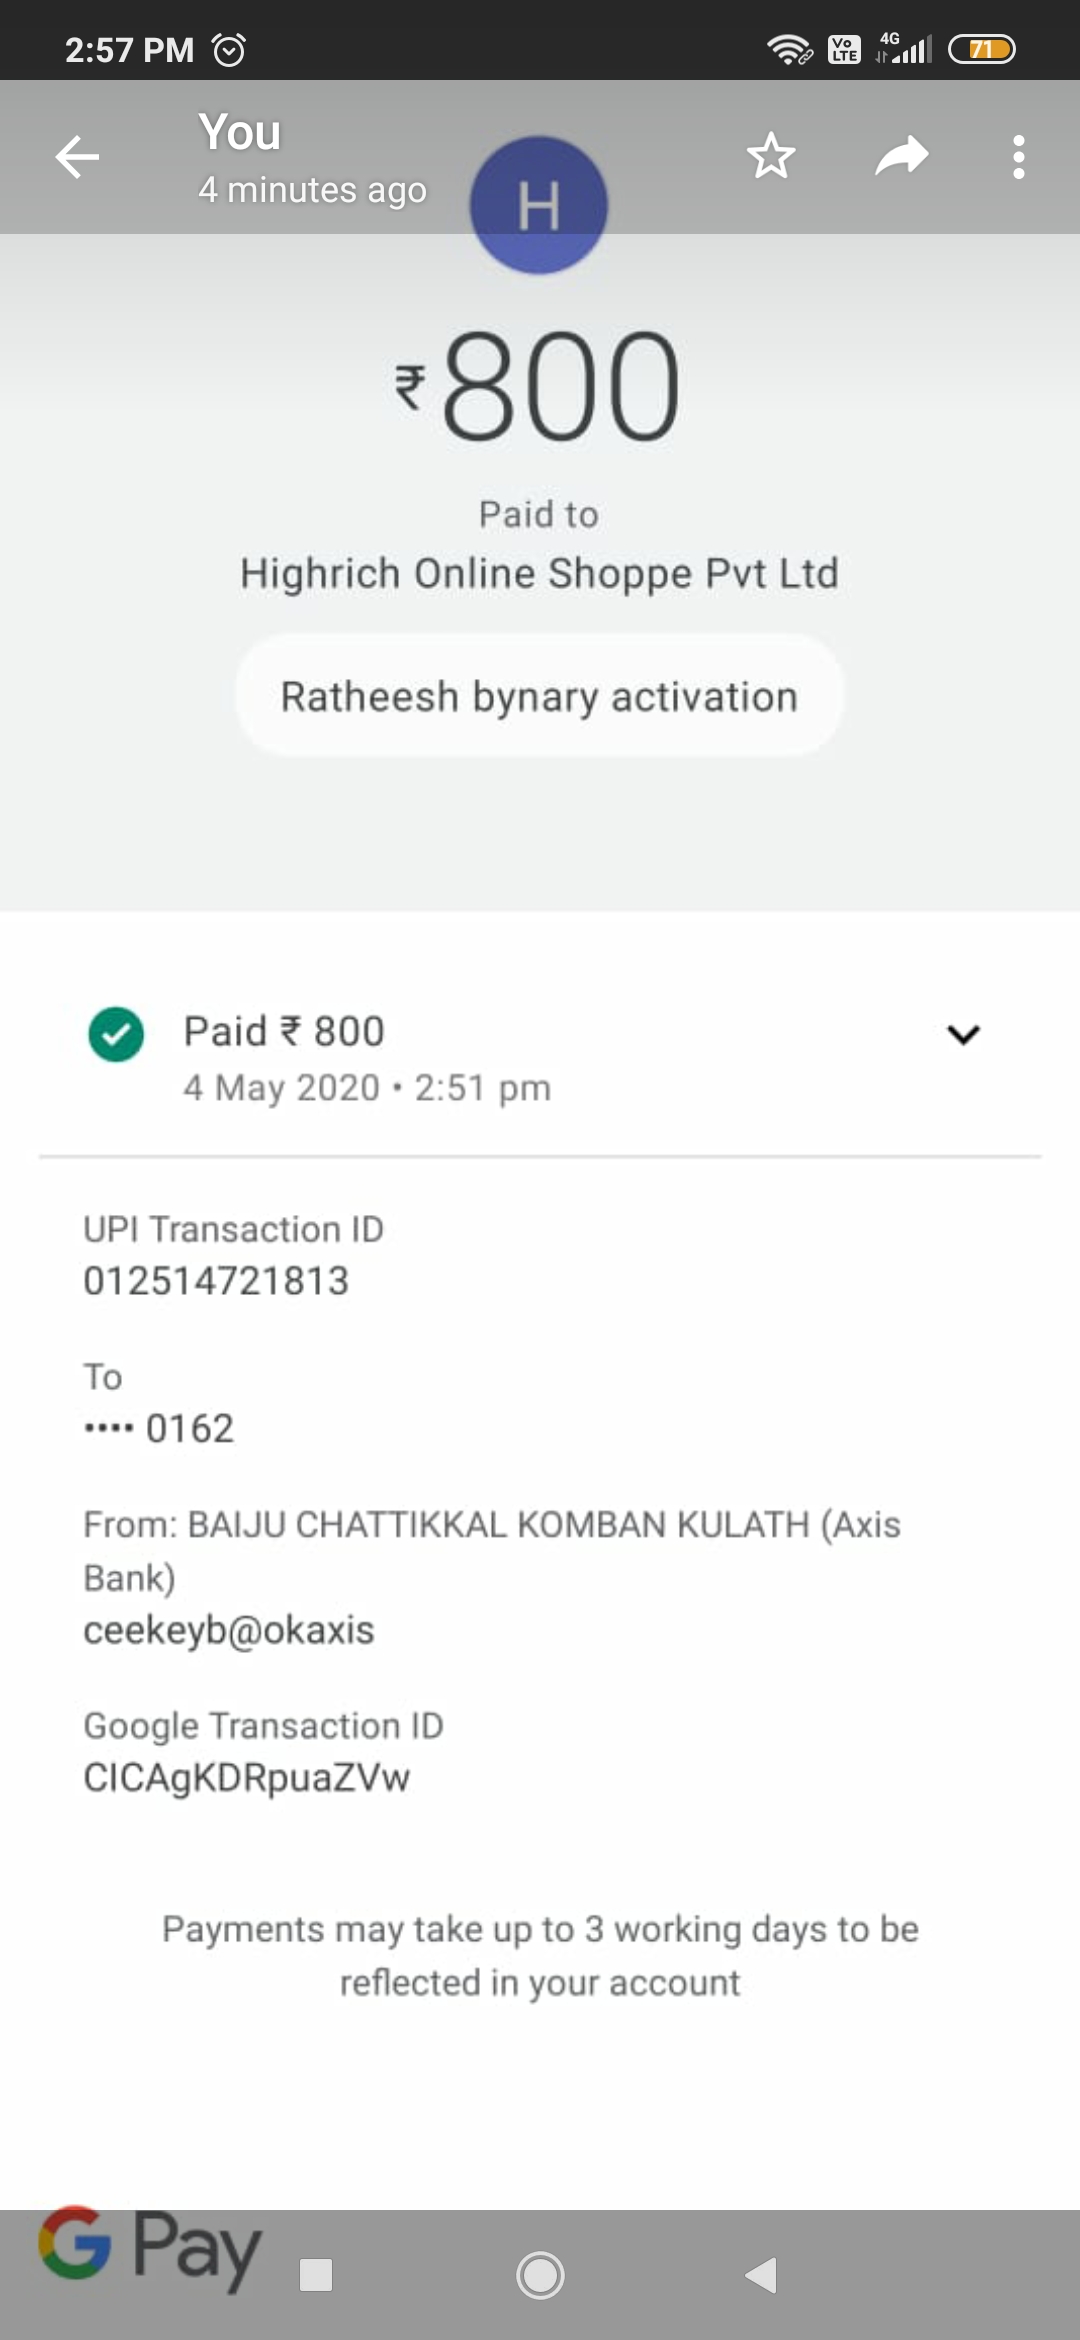 2:57 PM
Vo LTE 4G 71
You
4 minutes ago
H
₹800
Paid to
Highrich Online Shoppe Pvt Ltd
Ratheesh bynary activation
Paid ₹ 800
4 May 2020 • 2:51 pm
UPI Transaction ID
012514721813
To
•••• 0162
From: BAIJU CHATTIKKAL KOMBAN KULATH (Axis
Bank)
ceekeyb@okaxis
Google Transaction ID
CICAgKDRpuaZVw
Payments may take up to 3 working days to be
reflected in your account
G Pay